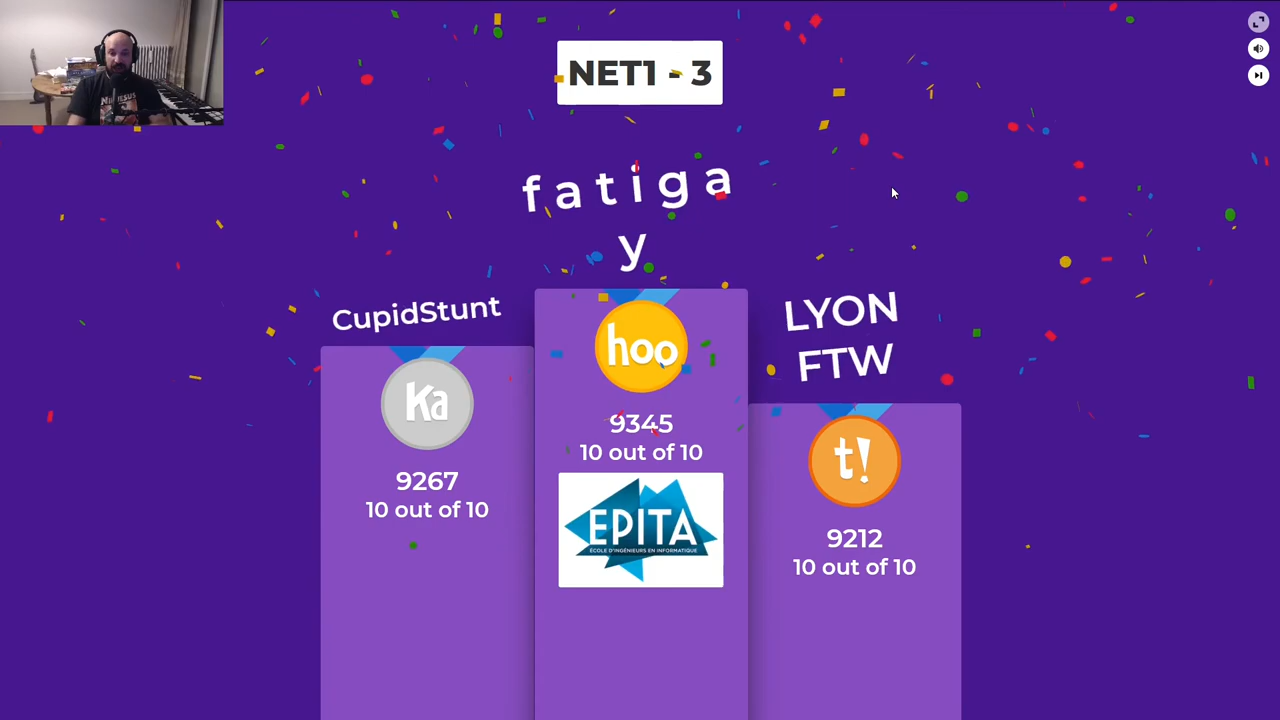 NET1 - 3
fatiga
y
CupidStunt
LYON
FTW
Ka
hoo
t!
9267
10 out of 10
9345
10 out of 10
9212
10 out of 10
EPITA
ÉCOLE D'INGÉNIEURS EN INFORMATIQUE